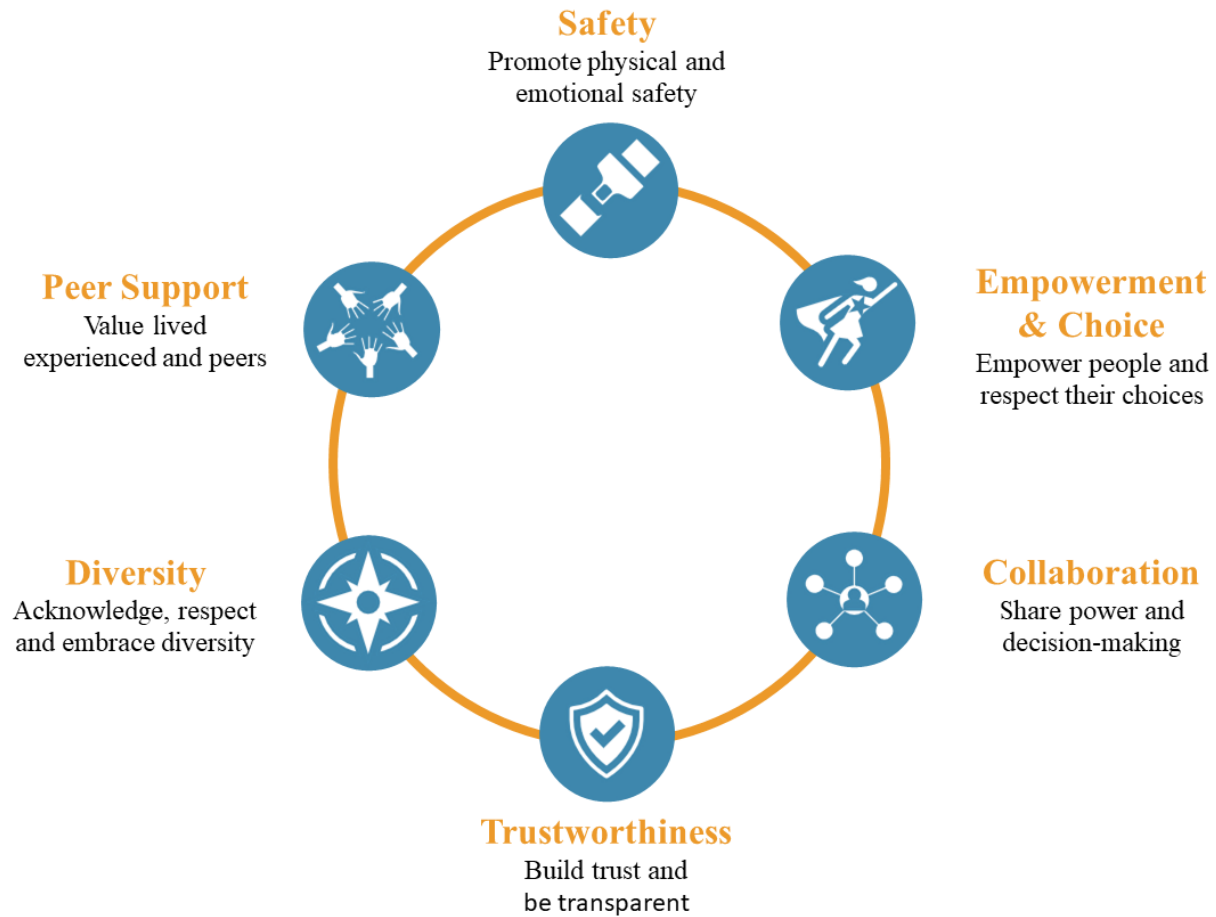 Safety
Promote physical and
emotional safety
Empowerment
& Choice
Empower people and
respect their choices
Collaboration
Share power and
decision-making
Trustworthiness
Build trust and
be transparent
Diversity
Acknowledge, respect
and embrace diversity
Peer Support
Value lived
experienced and peers